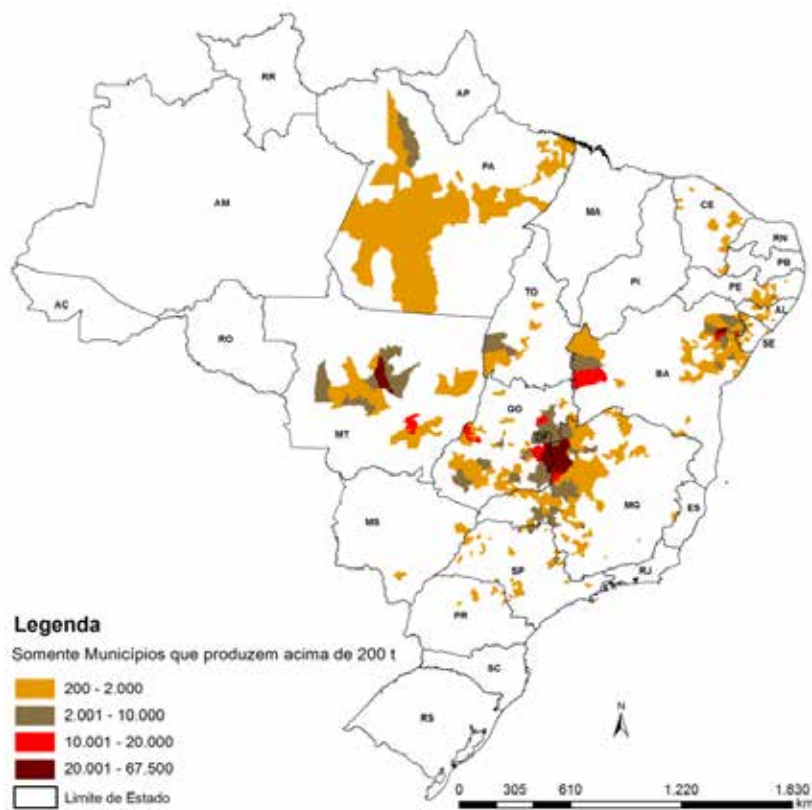 RR
AP
AM
PA
MA
CE
RN
PB
PE
AL
SE
PI
TO
AC
RO
BA
MT
GO
DF
MG
ES
MS
SP
RJ
PR
SC
RS
Legenda
Somente Municípios que produzem acima de 200 t
200 - 2.000
2.001 - 10.000
10.001 - 20.000
20.001 - 67.500
Limite de Estado
N
0 305 610 1.220 1.830
km